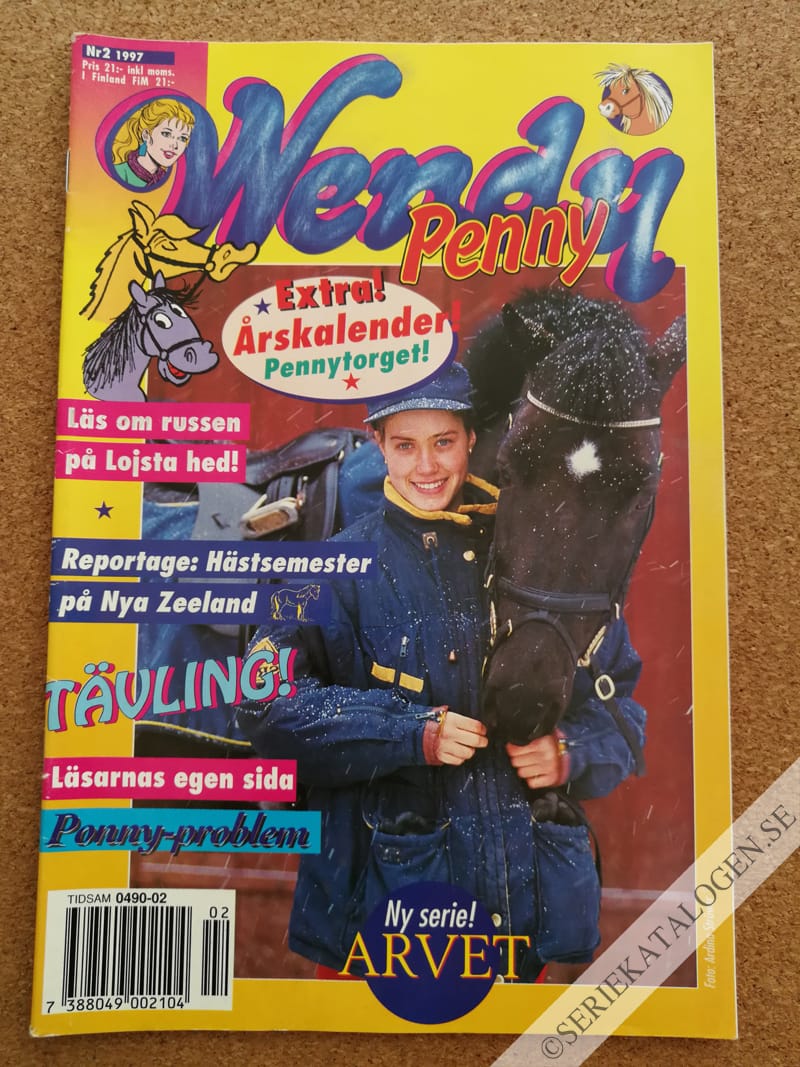 Nr2 1997
Pris 21:- inkl moms.
I Finland FiM 21:-
Wendy
Penny
Extra!
Årskalender!
Pennytorget!
Läs om russen
på Lojsta hed!
Reportage: Hästsemester
på Nya Zeeland
TÄVLING!
Läsarnas egen sida
Ponny-problem
TIDSAM 0490-02
02
7 388049 002104
Ny serie!
ARVET
Foto: Ardina
©SERIEKATALOGEN.SE